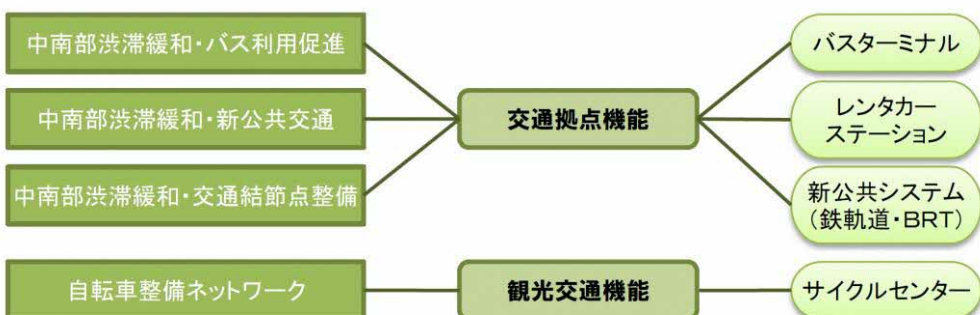 中南部渋滞緩和・バス利用促進
中南部渋滞緩和・新公共交通
中南部渋滞緩和・交通結節点整備
交通拠点機能
バスターミナル
レンタカー
ステーション
新公共システム
（鉄軌道・BRT）
自転車整備ネットワーク
観光交通機能
サイクルセンター